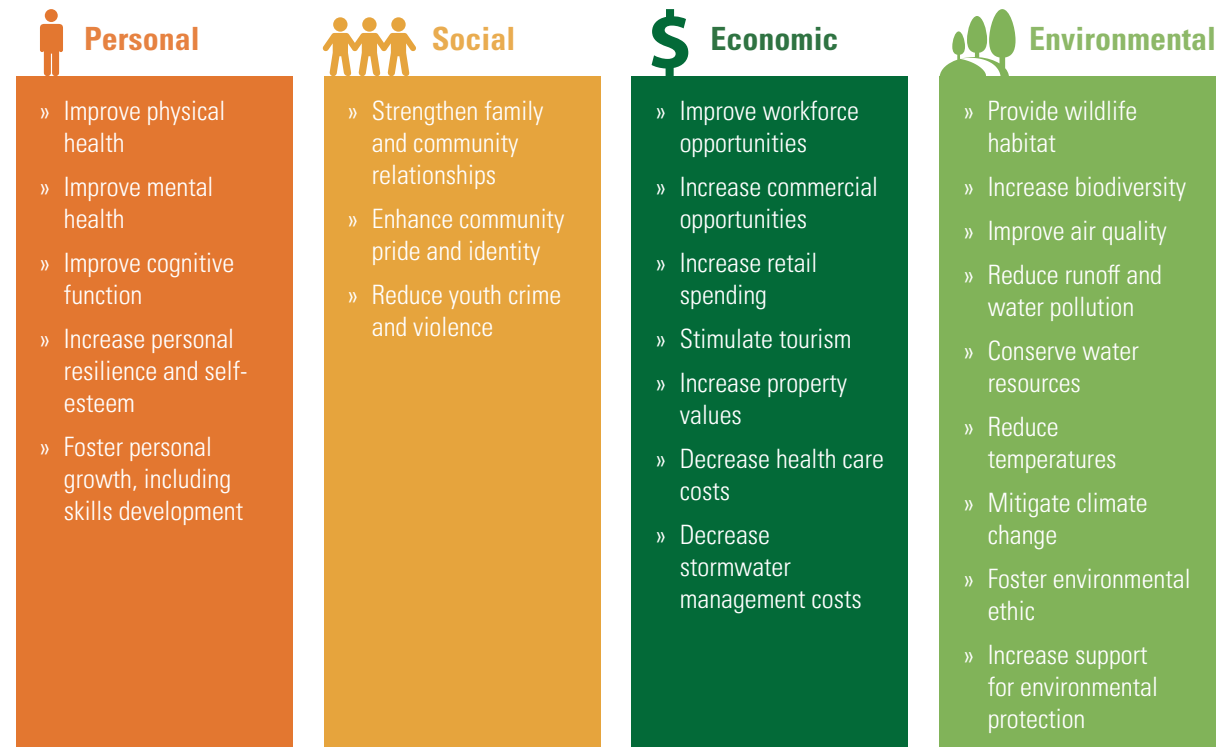 Personal
» Improve physical
health
» Improve mental
health
» Improve cognitive
function
» Increase personal
resilience and self-
esteem
» Foster personal
growth, including
skills development
Social
» Strengthen family
and community
relationships
» Enhance community
pride and identity
» Reduce youth crime
and violence
$ Economic
» Improve workforce
opportunities
» Increase commercial
opportunities
» Increase retail
spending
» Stimulate tourism
» Increase property
values
» Decrease health care
costs
» Decrease
stormwater
management costs
Environmental
» Provide wildlife
habitat
» Increase biodiversity
» Improve air quality
» Reduce runoff and
water pollution
» Conserve water
resources
» Reduce
temperatures
» Mitigate climate
change
» Foster environmental
ethic
» Increase support
for environmental
protection